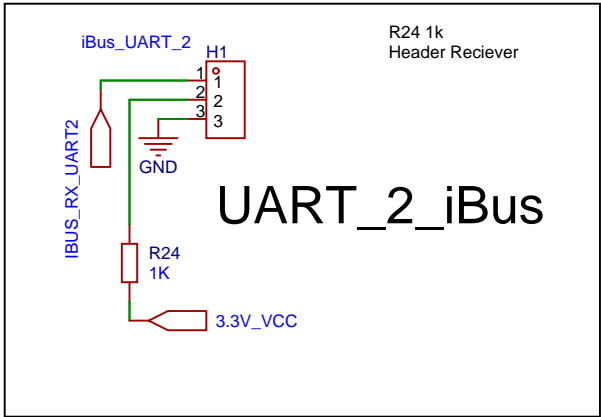 R24 1k
Header Reciever
iBus_UART_2
H1
1
1
2
2
3
3
GND
IBUS_RX_UART2
UART_2_iBus
R24
1K
3.3V_VCC